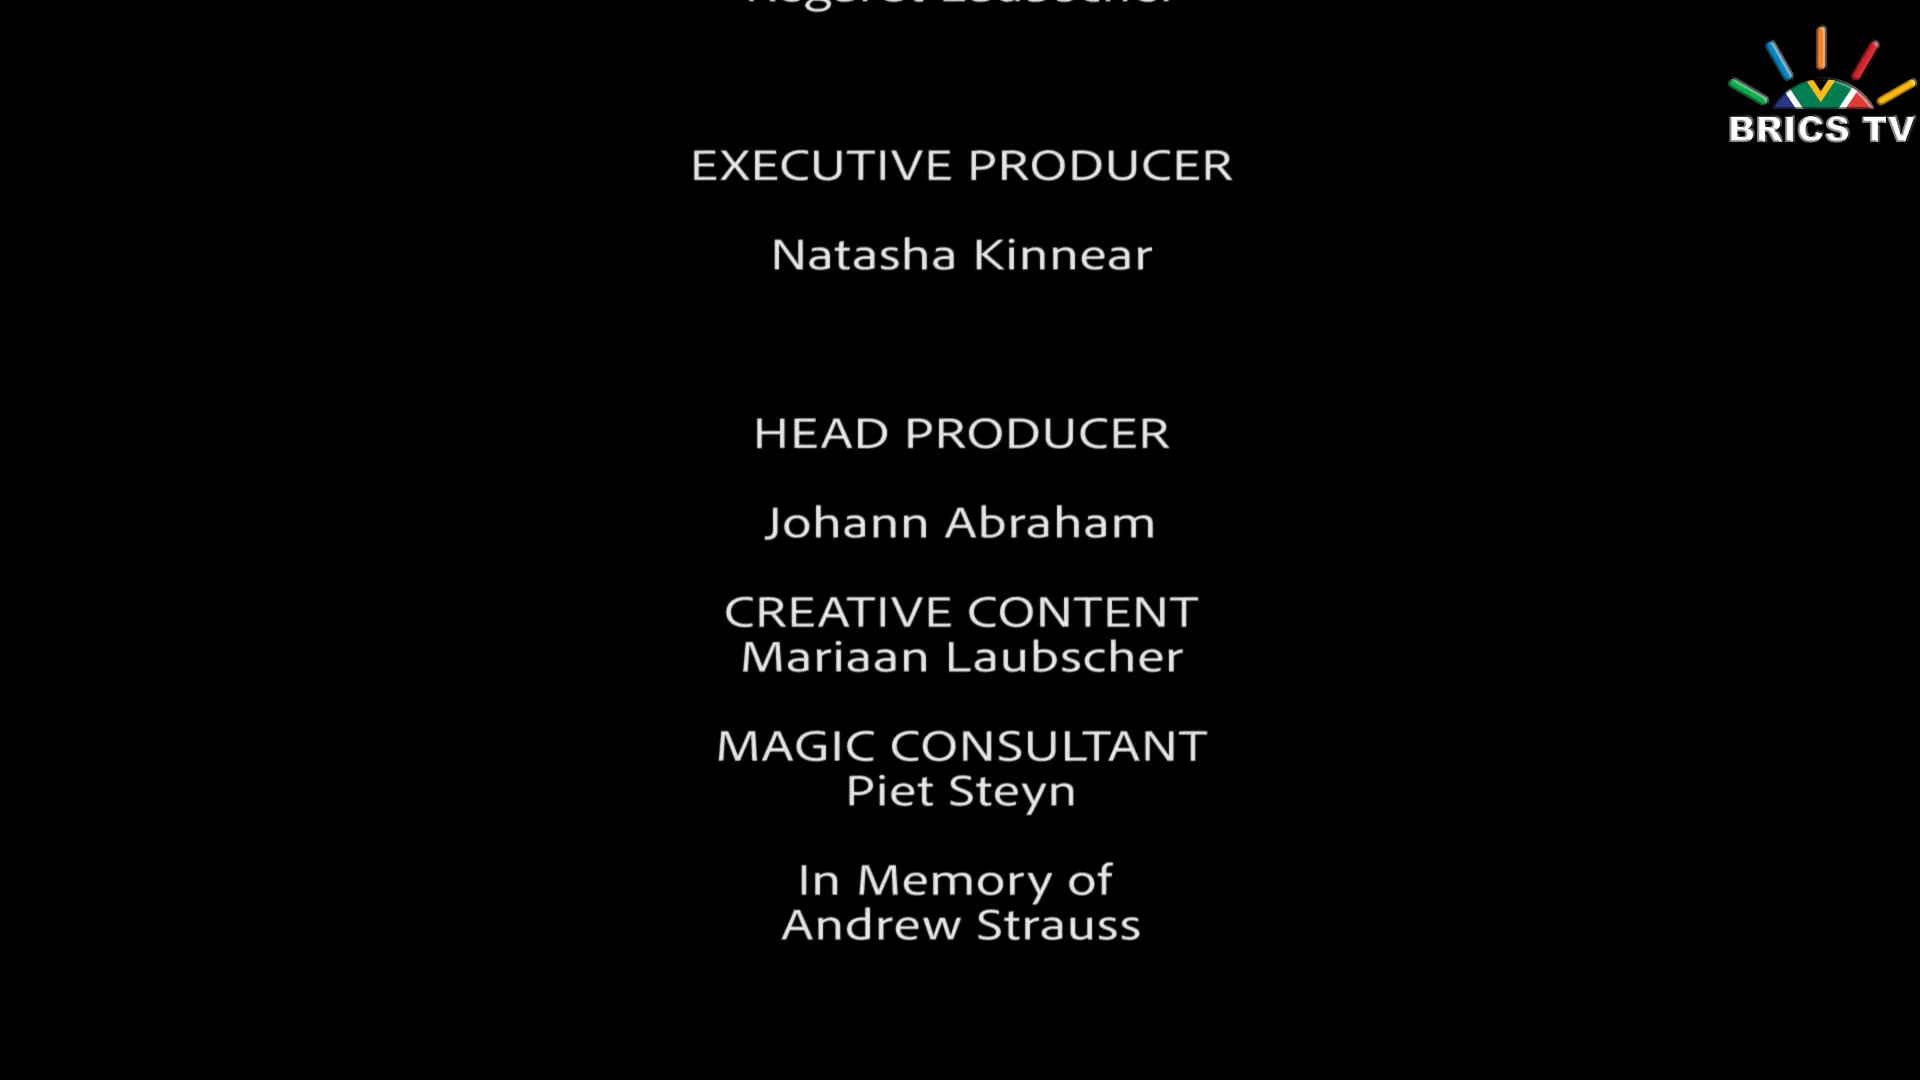 EXECUTIVE PRODUCER
Natasha Kinnear
HEAD PRODUCER
Johann Abraham
CREATIVE CONTENT
Mariaan Laubscher
MAGIC CONSULTANT
Piet Steyn
In Memory of
Andrew Strauss
BRICS TV